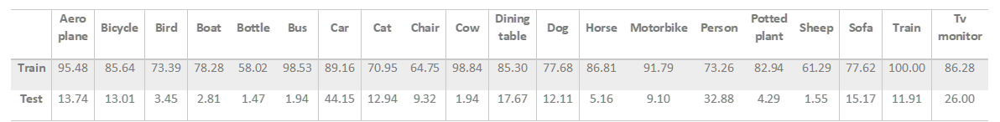 Aero plane Bicycle Bird Boat Bottle Bus Car Cat Chair Cow Dining table Dog Horse Motorbike Person Potted plant Sheep Sofa Train Tv monitor
Train 95.48 85.64 73.39 78.28 58.02 98.53 89.16 70.95 64.75 98.84 85.30 77.68 86.81 91.79 73.26 82.94 61.29 77.62 100.00 86.28
Test 13.74 13.01 3.45 2.81 1.47 1.94 44.15 12.94 9.32 1.94 17.67 12.11 5.16 9.10 32.88 4.29 1.55 15.17 11.91 26.00